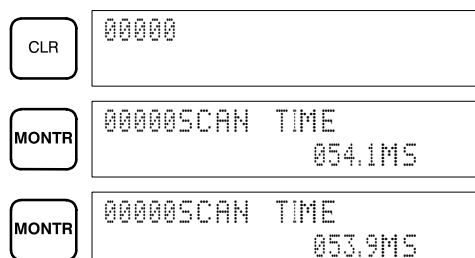 CLR
00000
MONTR
00000SCAN TIME
054.1MS
MONTR
00000SCAN TIME
053.9MS